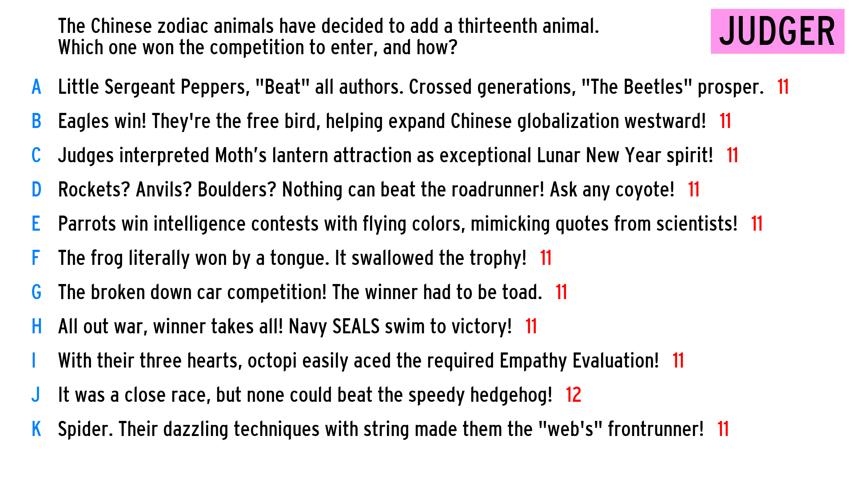 The Chinese zodiac animals have decided to add a thirteenth animal.
Which one won the competition to enter, and how?
JUDGER
A Little Sergeant Peppers, "Beat" all authors. Crossed generations, "The Beetles" prosper. 11
B Eagles win! They're the free bird, helping expand Chinese globalization westward! 11
C Judges interpreted Moth's lantern attraction as exceptional Lunar New Year spirit! 11
D Rockets? Anvils? Boulders? Nothing can beat the roadrunner! Ask any coyote! 11
E Parrots win intelligence contests with flying colors, mimicking quotes from scientists! 11
F The frog literally won by a tongue. It swallowed the trophy! 11
G The broken down car competition! The winner had to be toad. 11
H All out war, winner takes all! Navy SEALS swim to victory! 11
I With their three hearts, octopi easily aced the required Empathy Evaluation! 11
J It was a close race, but none could beat the speedy hedgehog! 12
K Spider. Their dazzling techniques with string made them the "web's" frontrunner! 11